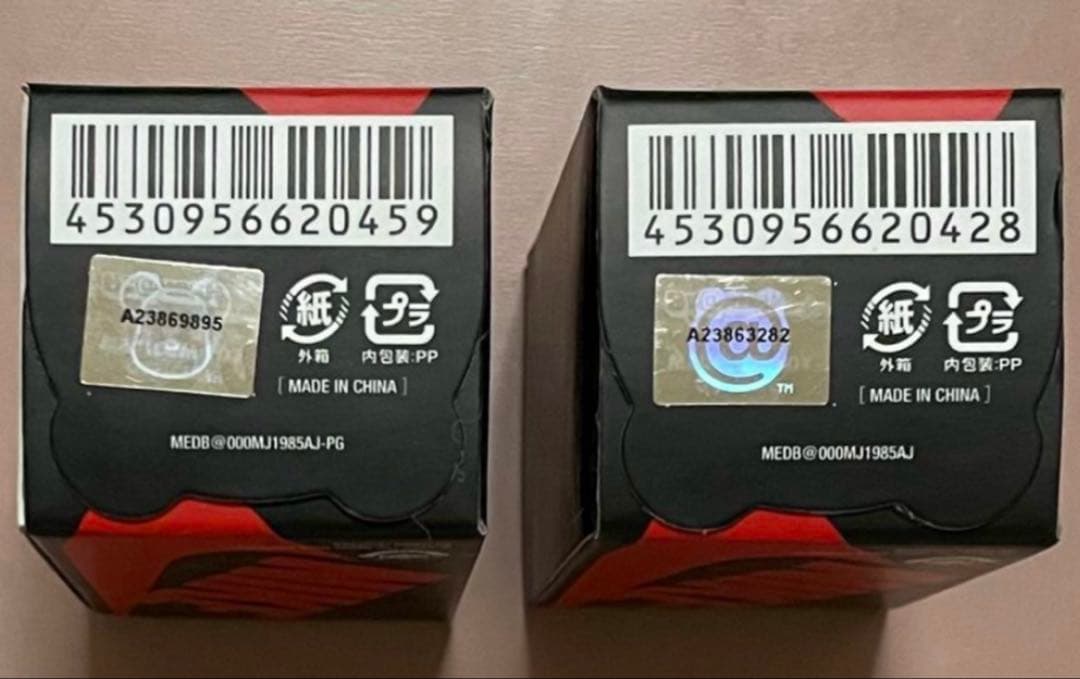 4530956620459
A23869895
紙
プラ
外箱
内包装:PP
[ MADE IN CHINA ]
MEDB@000MJ1985AJ-PG
4530956620428
A23863282
@
TM
紙
プラ
外箱
内包装:PP
[ MADE IN CHINA ]
MEDB@000MJ1985AJ